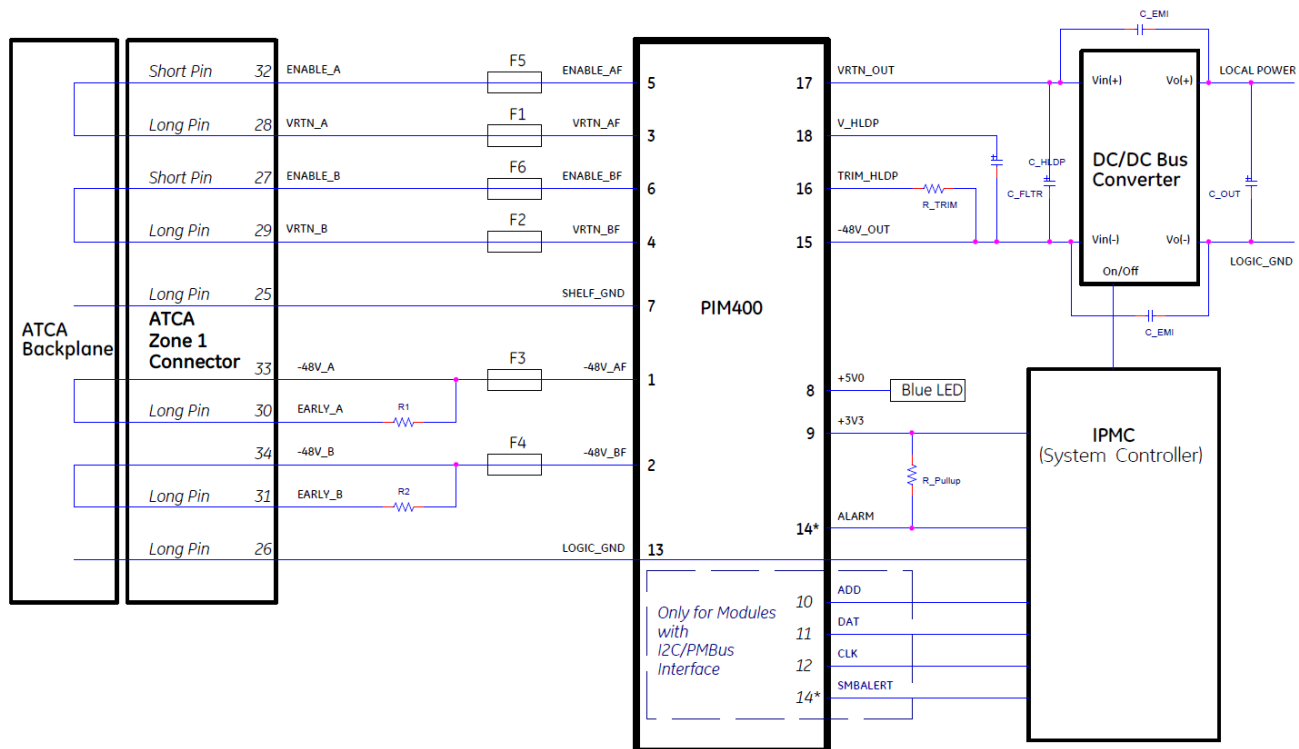 C_EMI
F5
Short Pin 32 ENABLE_A ENABLE_AF 5
17 VRTN_OUT
Vin(+) Vo(+)
LOCAL POWER
F1
Long Pin 28 VRTN_A VRTN_AF 3
18 V_HLDP
F6
Short Pin 27 ENABLE_B ENABLE_BF 6
16 TRIM_HLDP
R_TRIM
C_HLDP
C_FLTR
DC/DC Bus
Converter
C_OUT
F2
Long Pin 29 VRTN_B VRTN_BF 4
15 -48V_OUT
Vin(-) Vo(-)
LOGIC_GND
On/Off
Long Pin 25 SHELF_GND 7
PIM400
C_EMI
ATCA
Backplane
ATCA
Zone 1
Connector
F3
33 -48V_A -48V_AF 1
Long Pin 30 EARLY_A R1
8 +5V0 Blue LED
9 +3V3
F4
34 -48V_B -48V_BF 2
Long Pin 31 EARLY_B R2
R_Pullup
IPMC
(System Controller)
14* ALARM
Long Pin 26 LOGIC_GND 13
Only for Modules
with
I2C/PMBus
Interface
10 ADD
11 DAT
12 CLK
14* SMBALERT